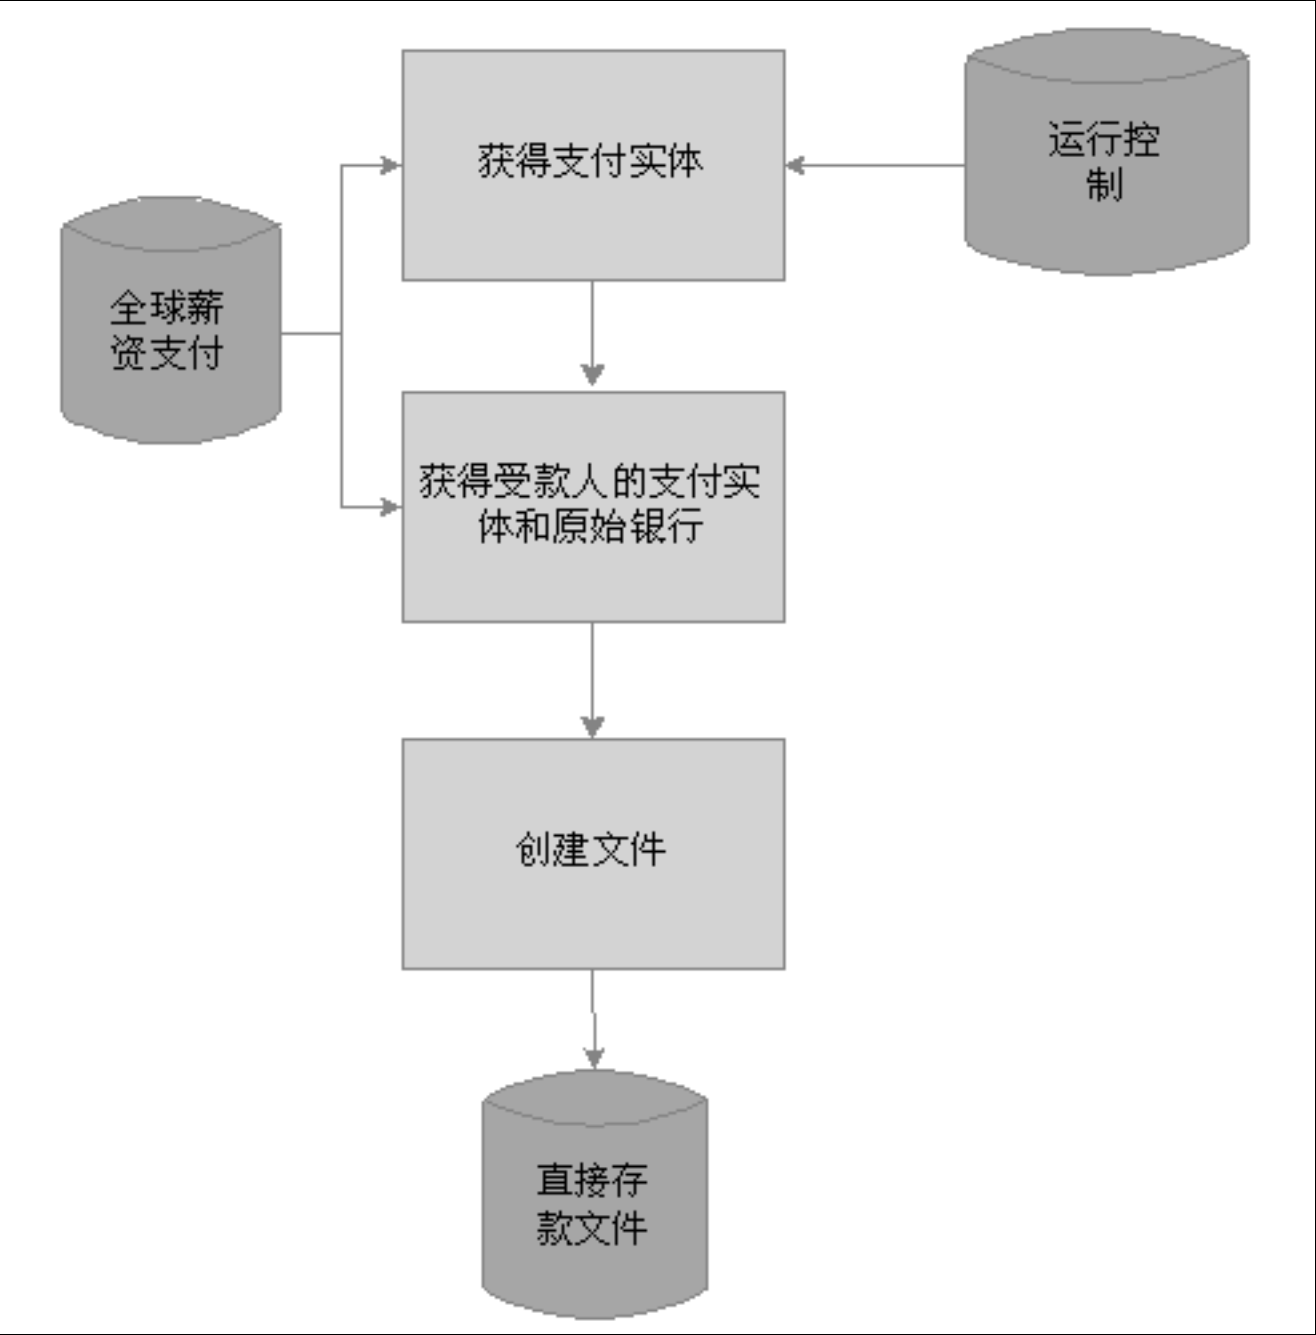 获得支付实体
运行控
制
全球薪
资支付
获得受款人的支付实
体和原始银行
创建文件
直接存
款文件